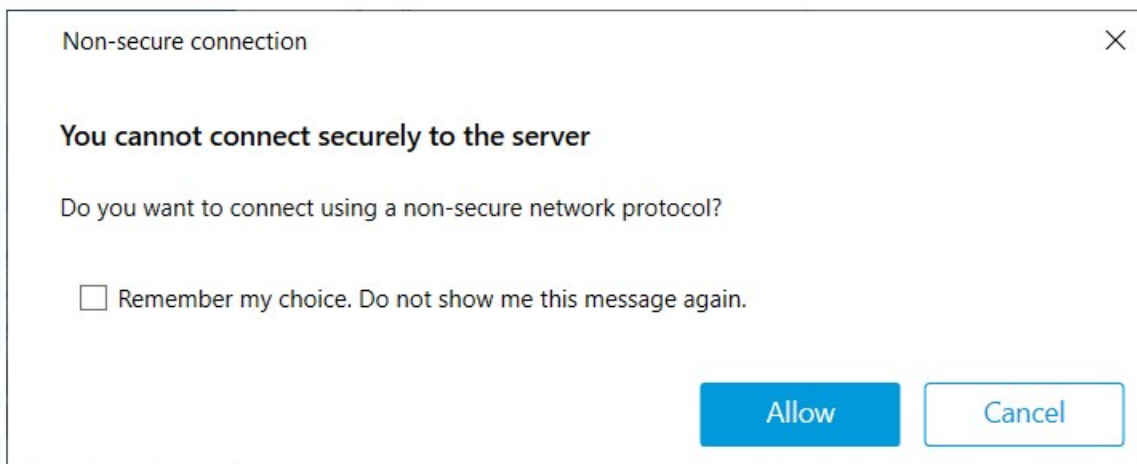 Non-secure connection
You cannot connect securely to the server
Do you want to connect using a non-secure network protocol?
Remember my choice. Do not show me this message again.
Allow
Cancel